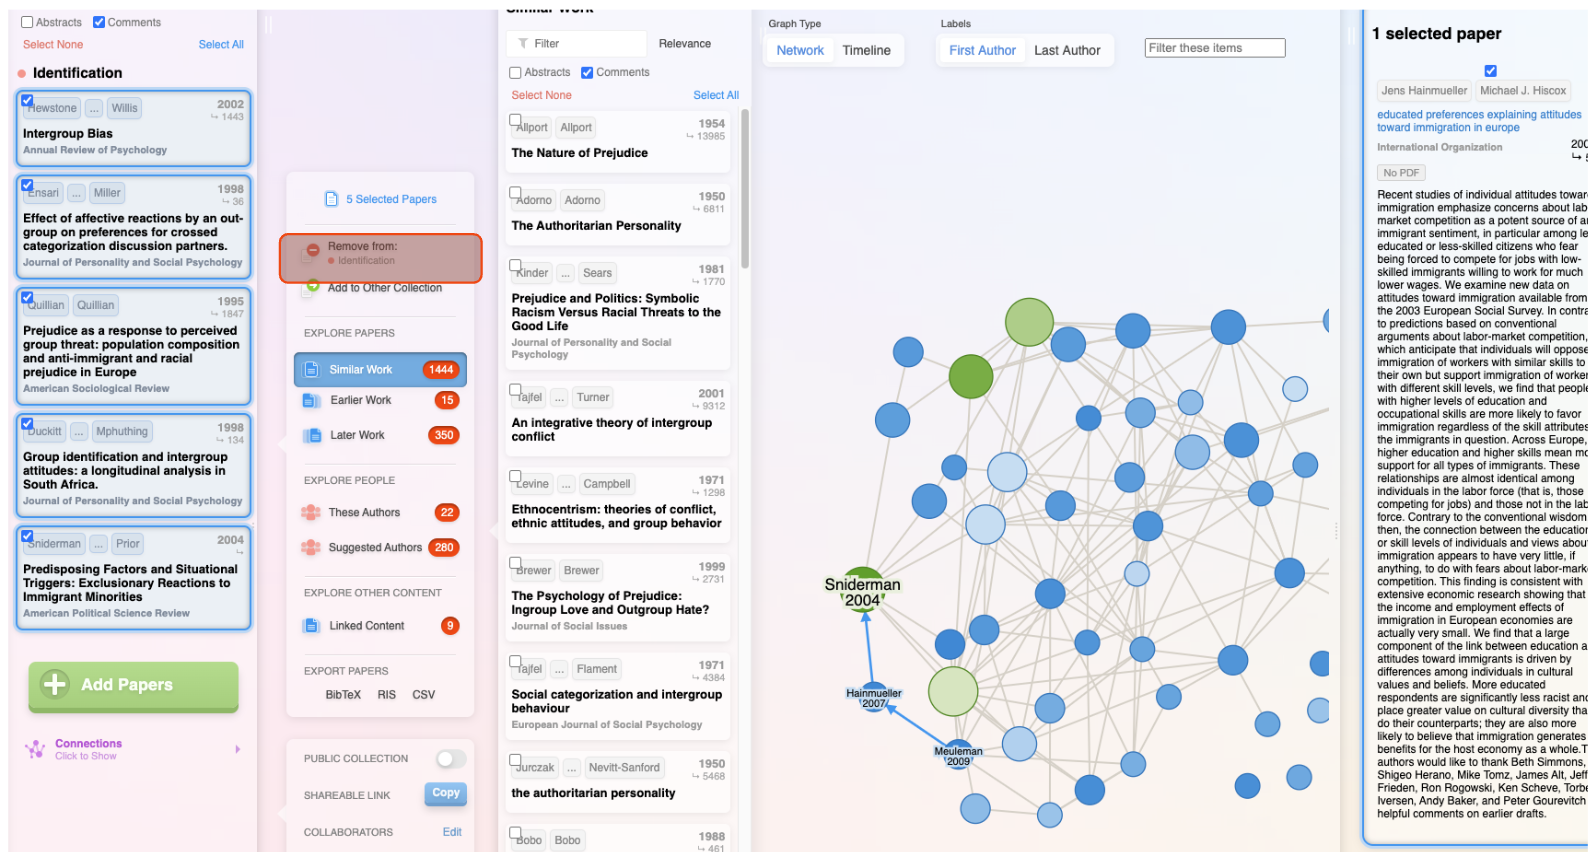 Abstracts Comments
Select None Select All
Identification
Hewstone ... Willis 2002
1443
Intergroup Bias
Annual Review of Psychology
Ensari ... Miller 1998
36
Effect of affective reactions by an out-
group on preferences for crossed
categorization discussion partners.
Journal of Personality and Social Psychology
Quillian Quillian 1995
1847
Prejudice as a response to perceived
group threat: population composition
and anti-immigrant and racial
prejudice in Europe
American Sociological Review
Duckitt ... Mphuthing 1998
134
Group identification and intergroup
attitudes: a longitudinal analysis in
South Africa.
Journal of Personality and Social Psychology
Sniderman ... Prior 2004
Predisposing Factors and Situational
Triggers: Exclusionary Reactions to
Immigrant Minorities
American Political Science Review
Add Papers
Connections
Click to Show
5 Selected Papers
Remove from:
Identification
Add to Other Collection
EXPLORE PAPERS
Similar Work 1444
Earlier Work 15
Later Work 350
EXPLORE PEOPLE
These Authors 22
Suggested Authors 280
EXPLORE OTHER CONTENT
Linked Content 9
EXPORT PAPERS
BibTeX RIS CSV
PUBLIC COLLECTION
SHAREABLE LINK Copy
COLLABORATORS Edit
Similar Work
Filter Relevance
Abstracts Comments
Select None Select All
Allport Allport 1954
13985
The Nature of Prejudice
Adorno Adorno 1950
6811
The Authoritarian Personality
Kinder ... Sears 1981
1770
Prejudice and Politics: Symbolic
Racism Versus Racial Threats to the
Good Life
Journal of Personality and Social
Psychology
Tajfel ... Turner 2001
9312
An integrative theory of intergroup
conflict
Levine ... Campbell 1971
1298
Ethnocentrism: theories of conflict,
ethnic attitudes, and group behavior
Brewer Brewer 1999
2731
The Psychology of Prejudice:
Ingroup Love and Outgroup Hate?
Journal of Social Issues
Tajfel ... Flament 1971
4384
Social categorization and intergroup
behaviour
European Journal of Social Psychology
Jurczak ... Nevitt-Sanford 1950
5468
the authoritarian personality
Bobo Bobo 1988
461
Graph Type Labels
Network Timeline First Author Last Author Filter these items
Sniderman
2004
Hainmueller
2007
Meuleman
2009
1 selected paper
Jens Hainmueller Michael J. Hiscox
educated preferences explaining attitudes
toward immigration in europe
International Organization 200
No PDF
Recent studies of individual attitudes towar
immigration emphasize concerns about lab
market competition as a potent source of a
immigrant sentiment, in particular among le
educated or less-skilled citizens who fear
being forced to compete for jobs with low-
skilled immigrants willing to work for much
lower wages. We examine new data on
attitudes toward immigration available from
the 2003 European Social Survey. In contra
to predictions based on conventional
arguments about labor-market competition,
which anticipate that individuals will oppose
immigration of workers with similar skills to
their own but support immigration of worker
with different skill levels, we find that people
with higher levels of education and
occupational skills are more likely to favor
immigration regardless of the skill attributes
the immigrants in question. Across Europe,
higher education and higher skills mean mo
support for all types of immigrants. These
relationships are almost identical among
individuals in the labor force (that is, those
competing for jobs) and those not in the lab
force. Contrary to the conventional wisdom
then, the connection between the education
or skill levels of individuals and views abou
immigration appears to have very little, if
anything, to do with fears about labor-marke
competition. This finding is consistent with
extensive economic research showing that
the income and employment effects of
immigration in European economies are
actually very small. We find that a large
component of the link between education a
attitudes toward immigrants is driven by
differences among individuals in cultural
values and beliefs. More educated
respondents are significantly less racist and
place greater value on cultural diversity tha
do their counterparts; they are also more
likely to believe that immigration generates
benefits for the host economy as a whole.T
authors would like to thank Beth Simmons,
Shigeo Herano, Mike Tomz, James Alt, Jeff
Frieden, Ron Rogowski, Ken Scheve, Torbe
Iversen, Andy Baker, and Peter Gourevitch
helpful comments on earlier drafts.